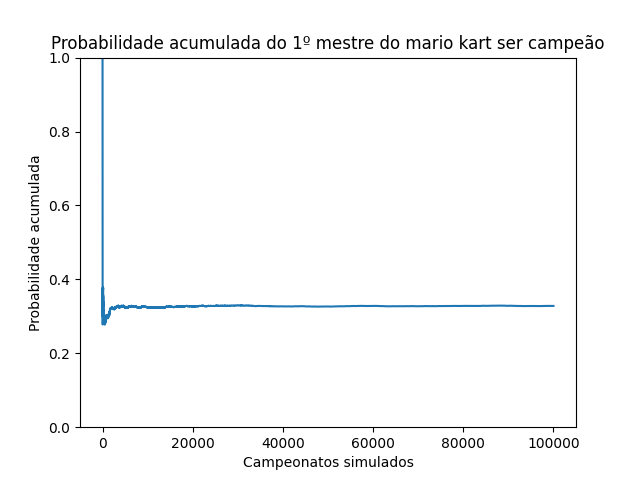 Probabilidade acumulada do 1º mestre do mario kart ser campeão
1.0
0.8
0.6
0.4
0.2
0.0
Probabilidade acumulada
0 20000 40000 60000 80000 100000
Campeonatos simulados